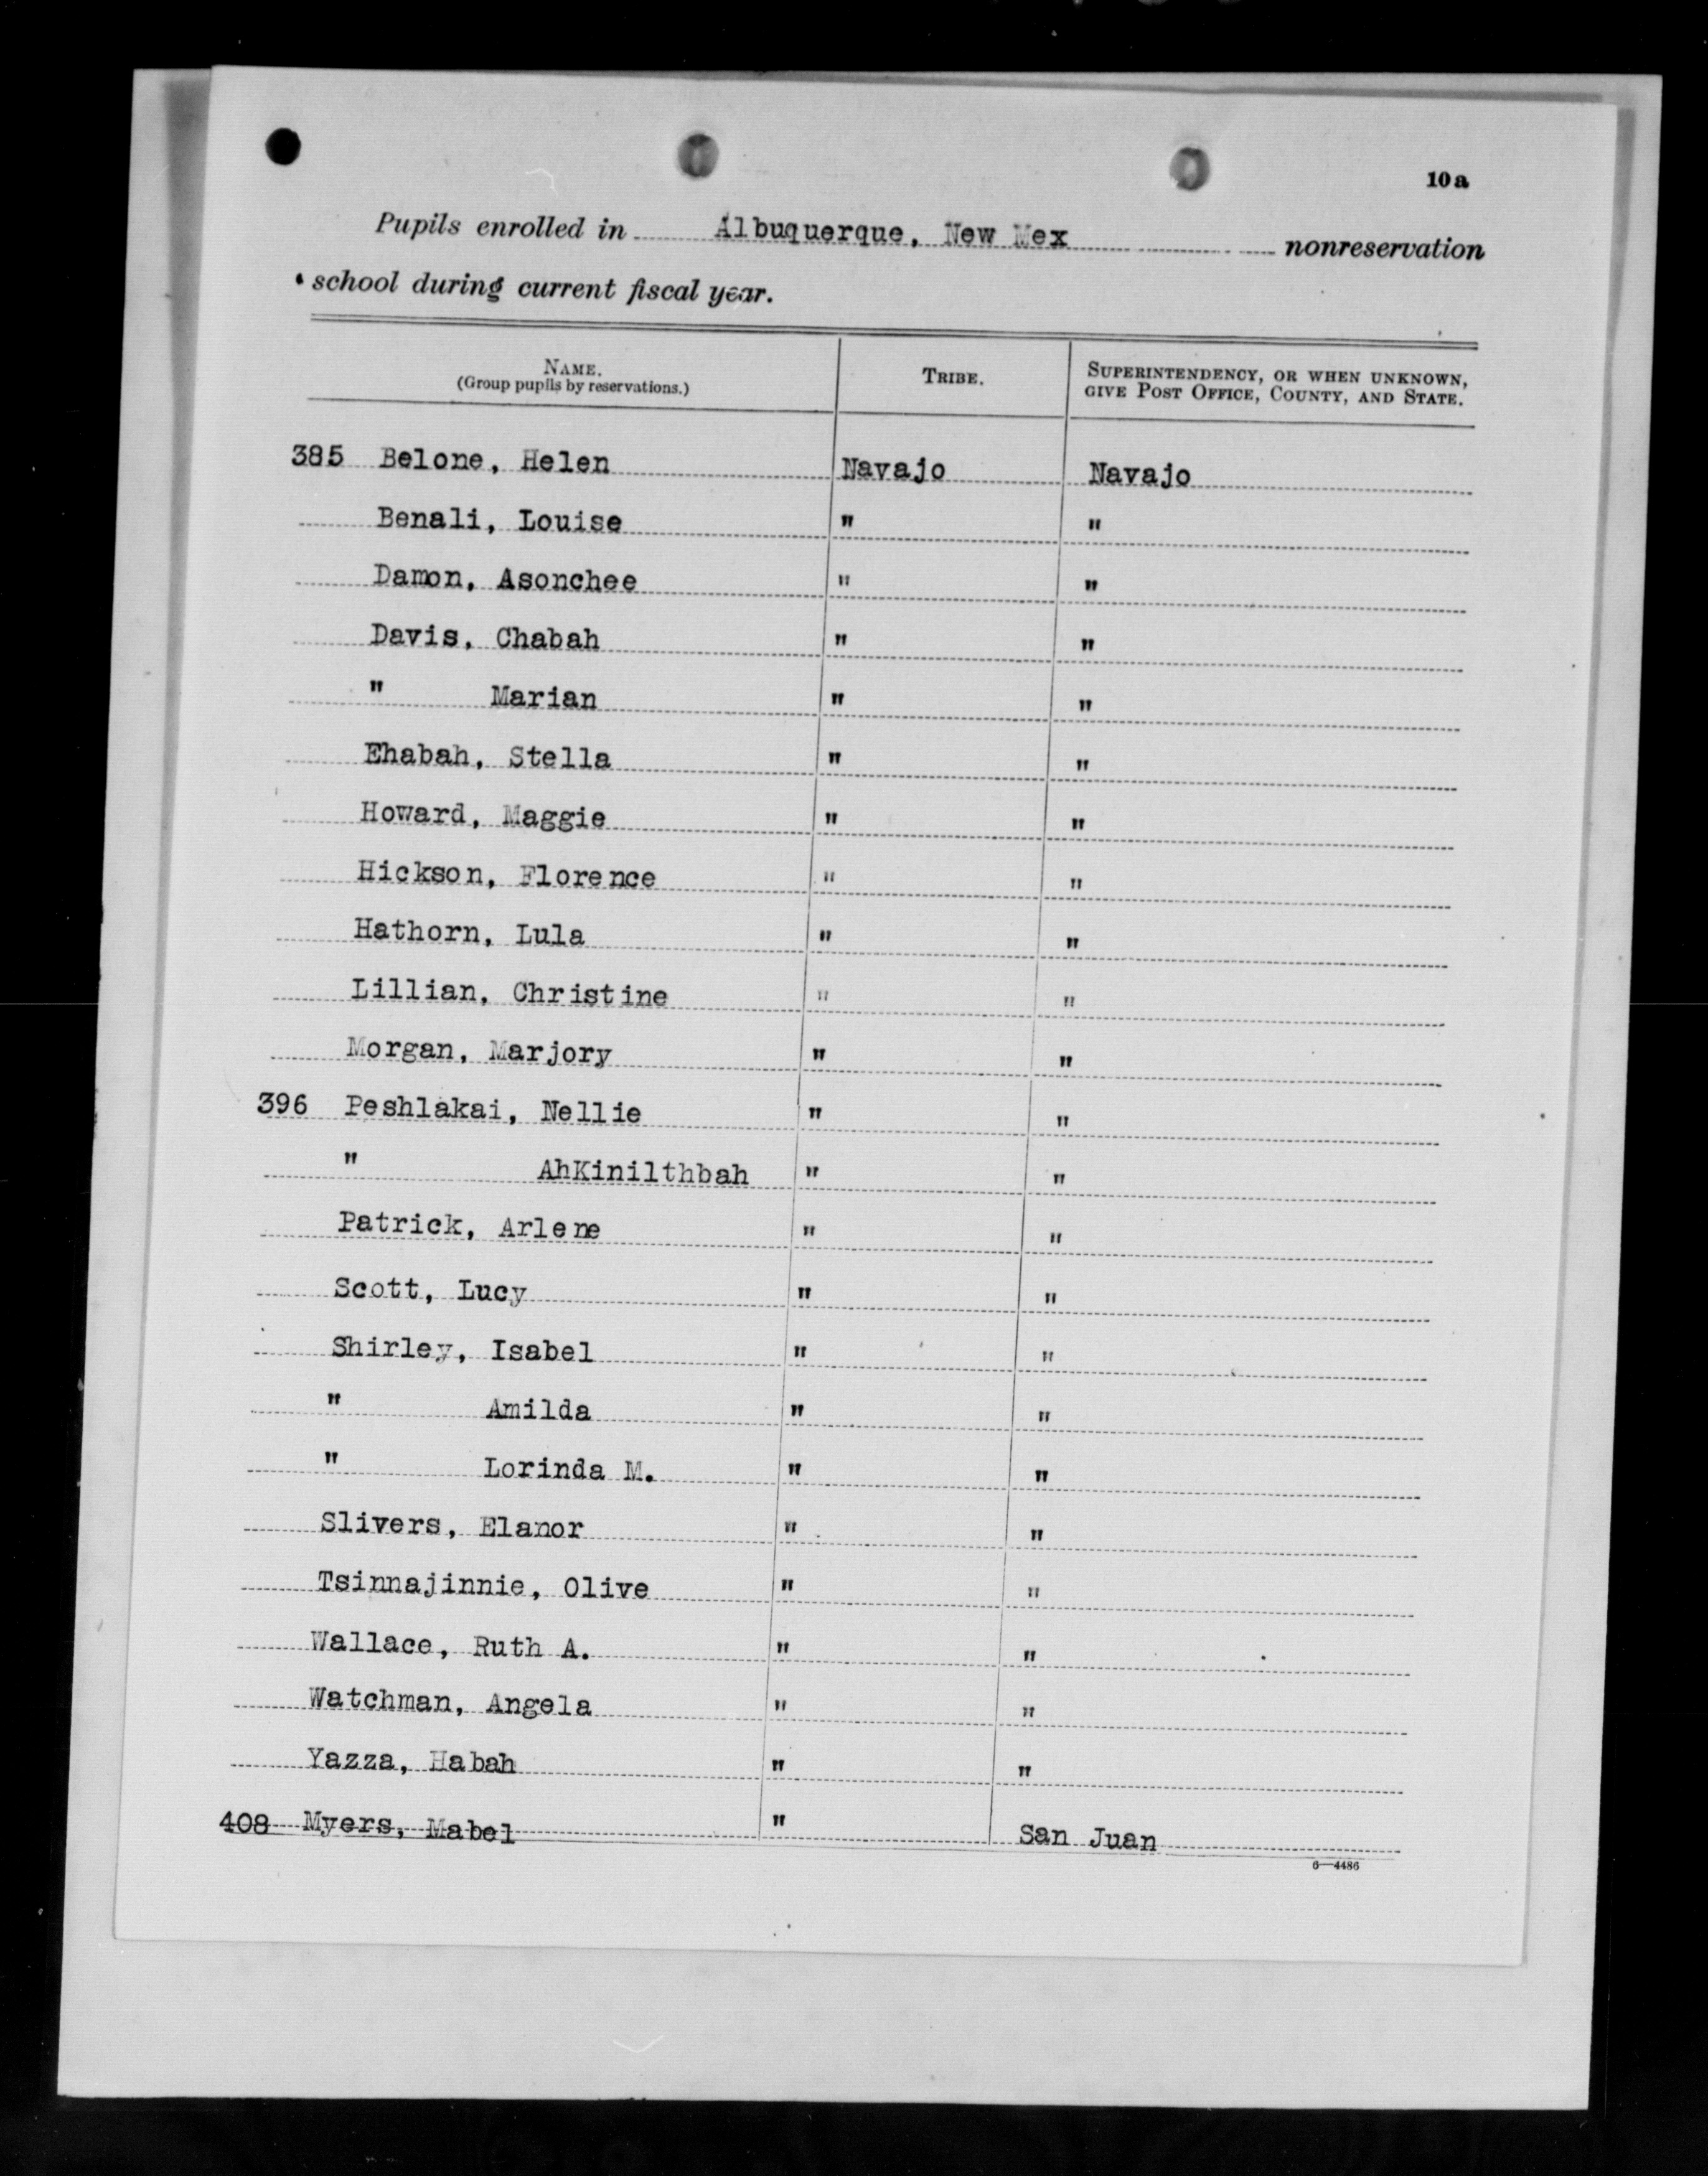 10a
Pupils enrolled in Albuquerque, New Mex nonreservation
school during current fiscal year.
NAME.
(Group pupils by reservations.)
TRIBE.
SUPERINTENDENCY, OR WHEN UNKNOWN,
GIVE POST OFFICE, COUNTY, AND STATE.
385 Belone, Helen Navajo Navajo
Benali, Louise " "
Damon, Asonchee " "
Davis, Chabah " "
" Marian " "
Ehabah, Stella " "
Howard, Maggie " "
Hickson, Florence " "
Hathorn, Lula " "
Lillian, Christine " "
Morgan, Marjory " "
396 Peshlakai, Nellie " "
" AhKinilthbah " "
Patrick, Arlene " "
Scott, Lucy " "
Shirley, Isabel " "
" Amilda " "
" Lorinda M. " "
Slivers, Elanor " "
Tsinnajinnie, Olive " "
Wallace, Ruth A. " "
Watchman, Angela " "
Yazza, Habah " "
408 Myers, Mabel " San Juan
6—4486